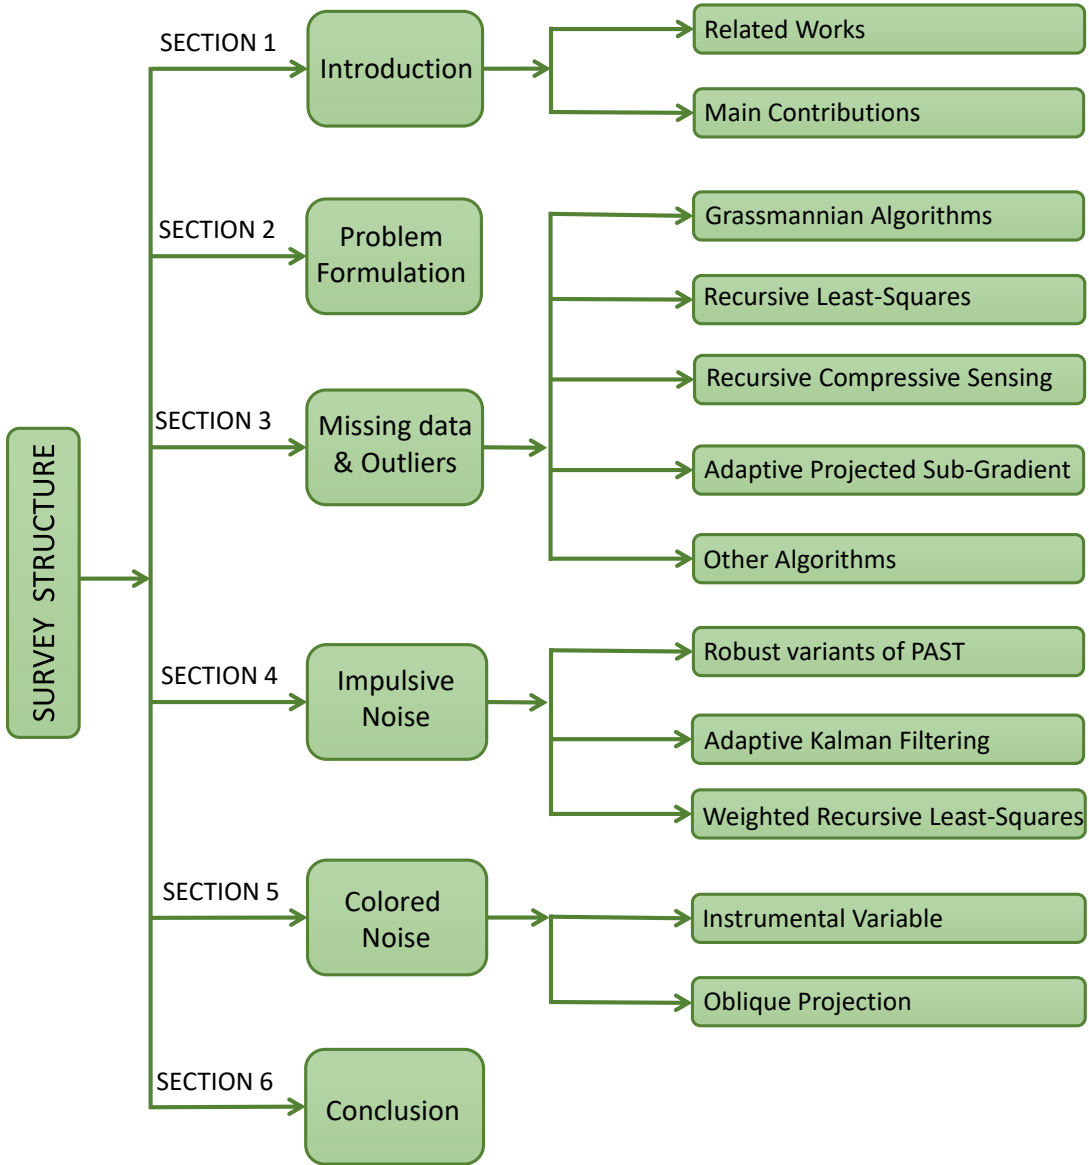 SURVEY STRUCTURE
SECTION 1
Introduction
Related Works
Main Contributions
SECTION 2
Problem
Formulation
SECTION 3
Missing data
& Outliers
Grassmannian Algorithms
Recursive Least-Squares
Recursive Compressive Sensing
Adaptive Projected Sub-Gradient
Other Algorithms
SECTION 4
Impulsive
Noise
Robust variants of PAST
Adaptive Kalman Filtering
Weighted Recursive Least-Squares
SECTION 5
Colored
Noise
Instrumental Variable
Oblique Projection
SECTION 6
Conclusion